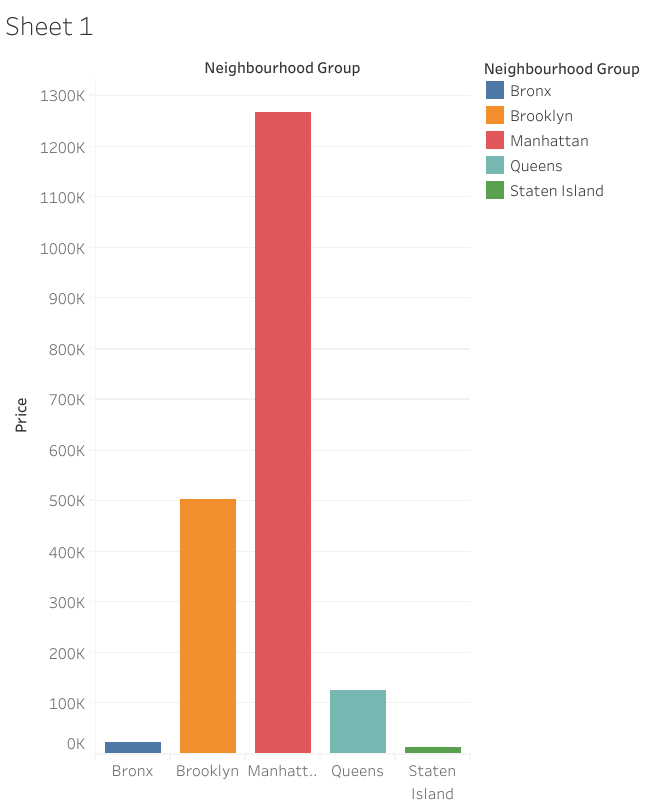 Sheet 1
Neighbourhood Group
Neighbourhood Group
Bronx
Brooklyn
Manhattan
Queens
Staten Island
1300K
1200K
1100K
1000K
900K
800K
700K
600K
500K
400K
300K
200K
100K
0K
Price
Bronx Brooklyn Manhatt.. Queens Staten
Island